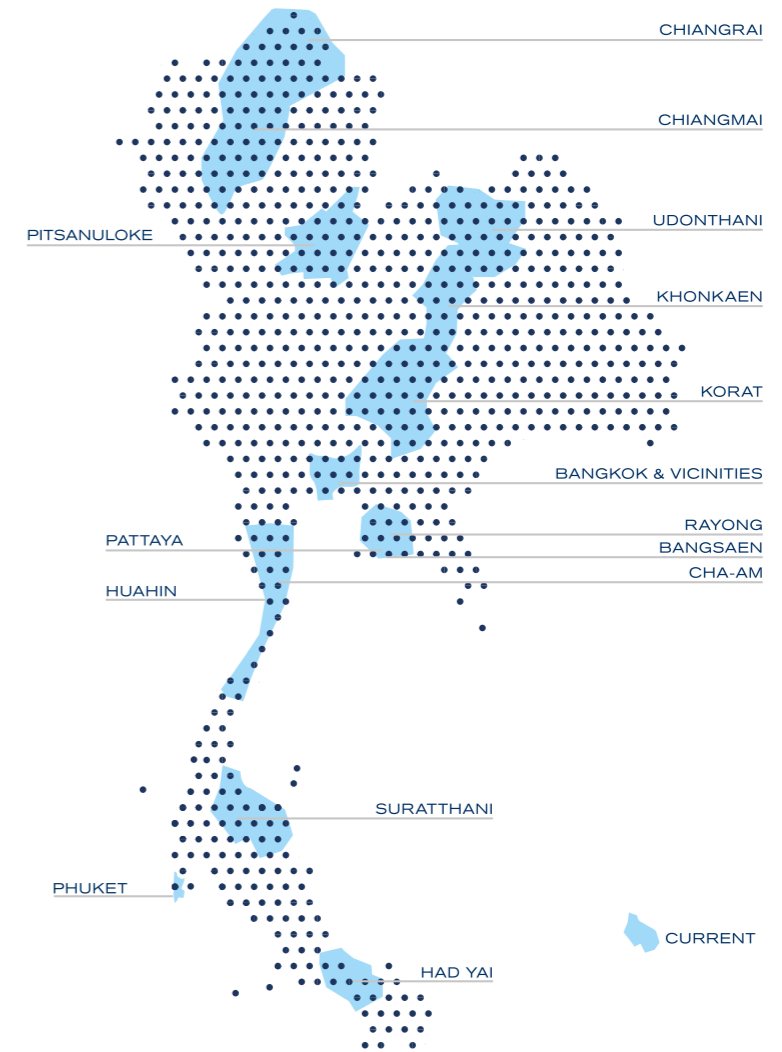 CHIANGRAI
CHIANGMAI
UDONTHANI
PITSANULOKE
KHONKAEN
KORAT
BANGKOK & VICINITIES
RAYONG
PATTAYA
BANGSAEN
CHA-AM
HUAHIN
SURATTHANI
PHUKET
CURRENT
HAD YAI